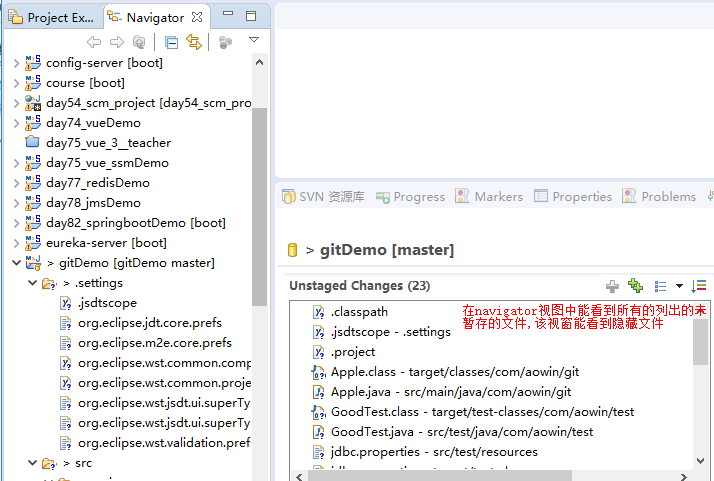 Project Ex...
Navigator
config-server [boot]
course [boot]
day54_scm_project [day54_scm_pro
day74_vueDemo
day75_vue_3__teacher
day75_vue_ssmDemo
day77_redisDemo
day78_jmsDemo
day82_springbootDemo [boot]
eureka-server [boot]
> gitDemo [gitDemo master]
> .settings
.jsdtscope
org.eclipse.jdt.core.prefs
org.eclipse.m2e.core.prefs
org.eclipse.wst.common.comp
org.eclipse.wst.common.proje
org.eclipse.wst.jsdt.ui.superTy
org.eclipse.wst.jsdt.ui.superTy
org.eclipse.wst.validation.pref
> src
SVN 资源库
Progress
Markers
Properties
Problems
> gitDemo [master]
Unstaged Changes (23)
.classpath
.jsdtscope - .settings
.project
Apple.class - target/classes/com/aowin/git
Apple.java - src/main/java/com/aowin/git
GoodTest.class - target/test-classes/com/aowin/test
GoodTest.java - src/test/java/com/aowin/test
jdbc.properties - src/test/resources
在navigator视图中能看到所有的列出的未
暂存的文件,该视窗能看到隐藏文件